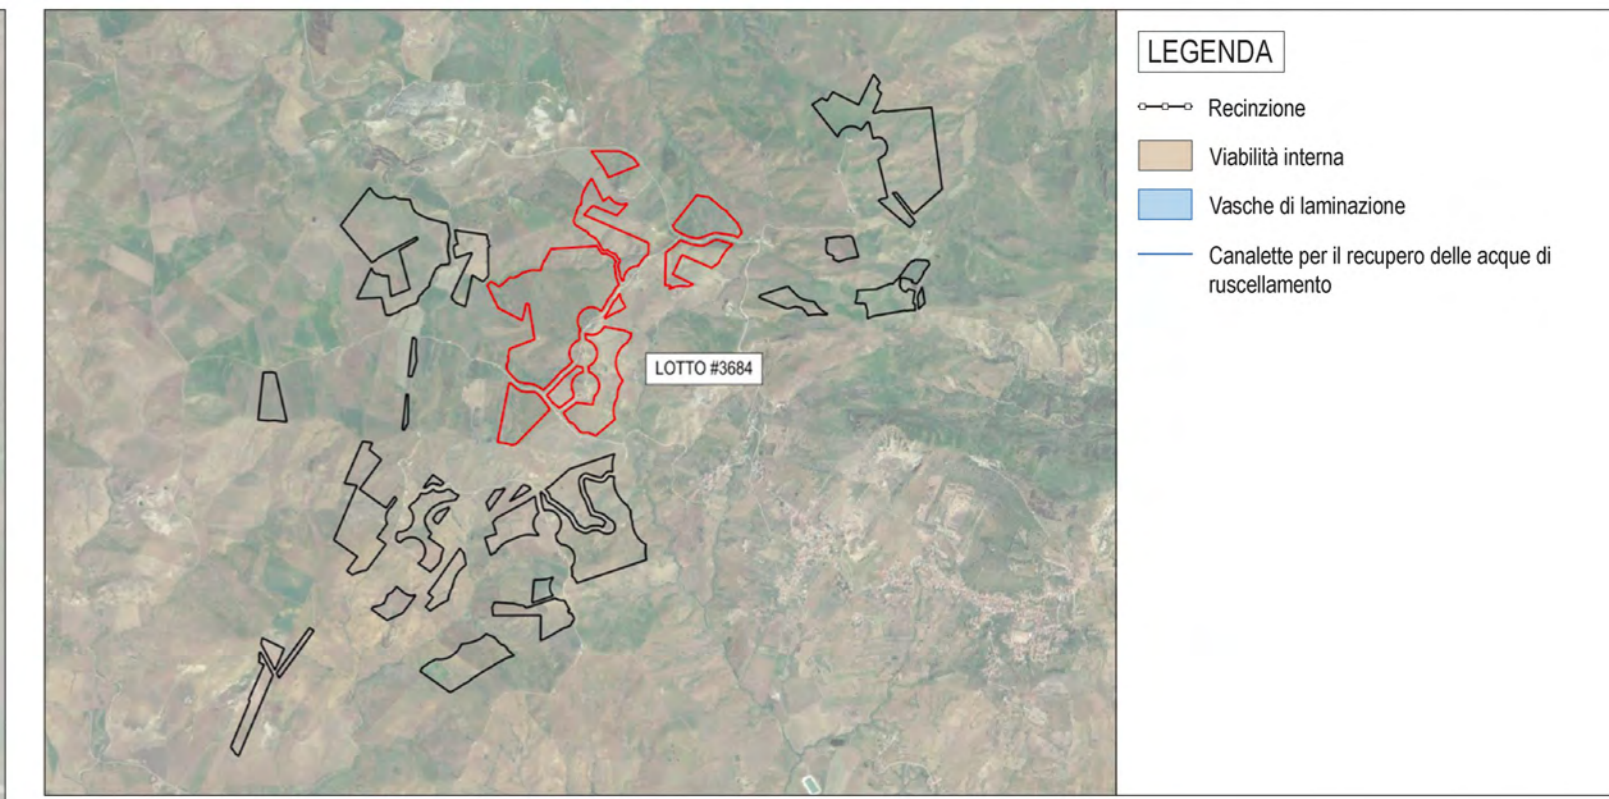 LEGENDA
Recinzione
Viabilità interna
Vasche di laminazione
Canalette per il recupero delle acque di
ruscellamento
LOTTO #3684